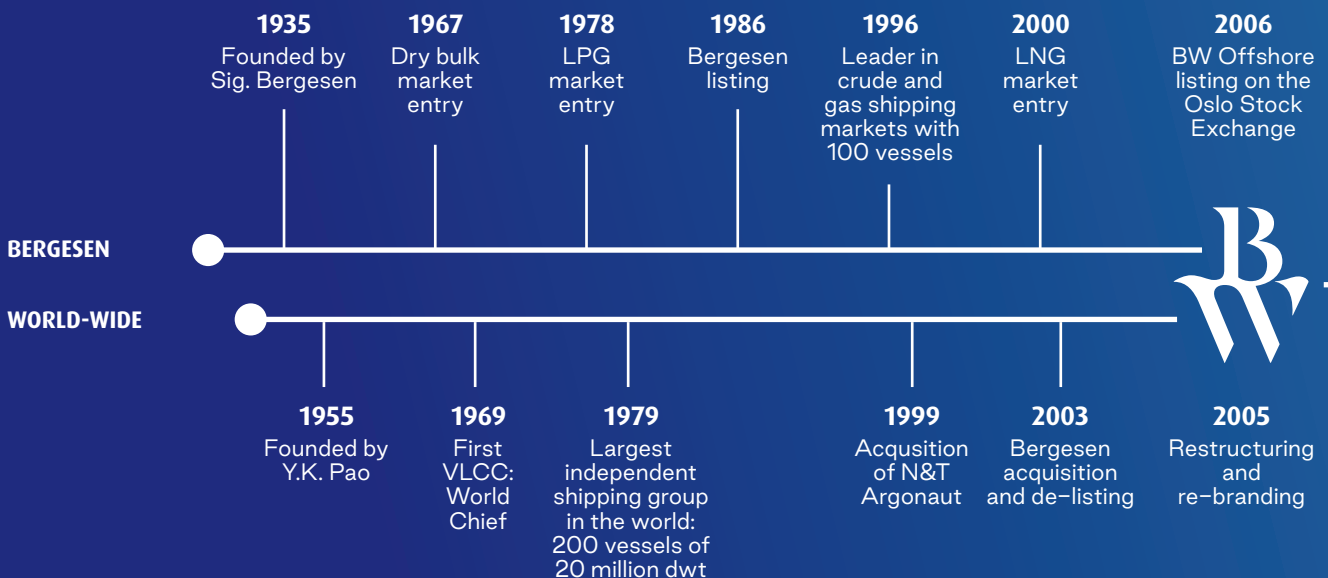 1935
Founded by
Sig. Bergesen
1967
Dry bulk
market
entry
1978
LPG
market
entry
1986
Bergesen
listing
1996
Leader in
crude and
gas shipping
markets with
100 vessels
2000
LNG
market
entry
2006
BW Offshore
listing on the
Oslo Stock
Exchange
BERGESEN
BW
WORLD-WIDE
1955
Founded by
Y.K. Pao
1969
First
VLCC:
World
Chief
1979
Largest
independent
shipping group
in the world:
200 vessels of
20 million dwt
1999
Acqusition
of N&T
Argonaut
2003
Bergesen
acquisition
and de-listing
2005
Restructuring
and
re-branding